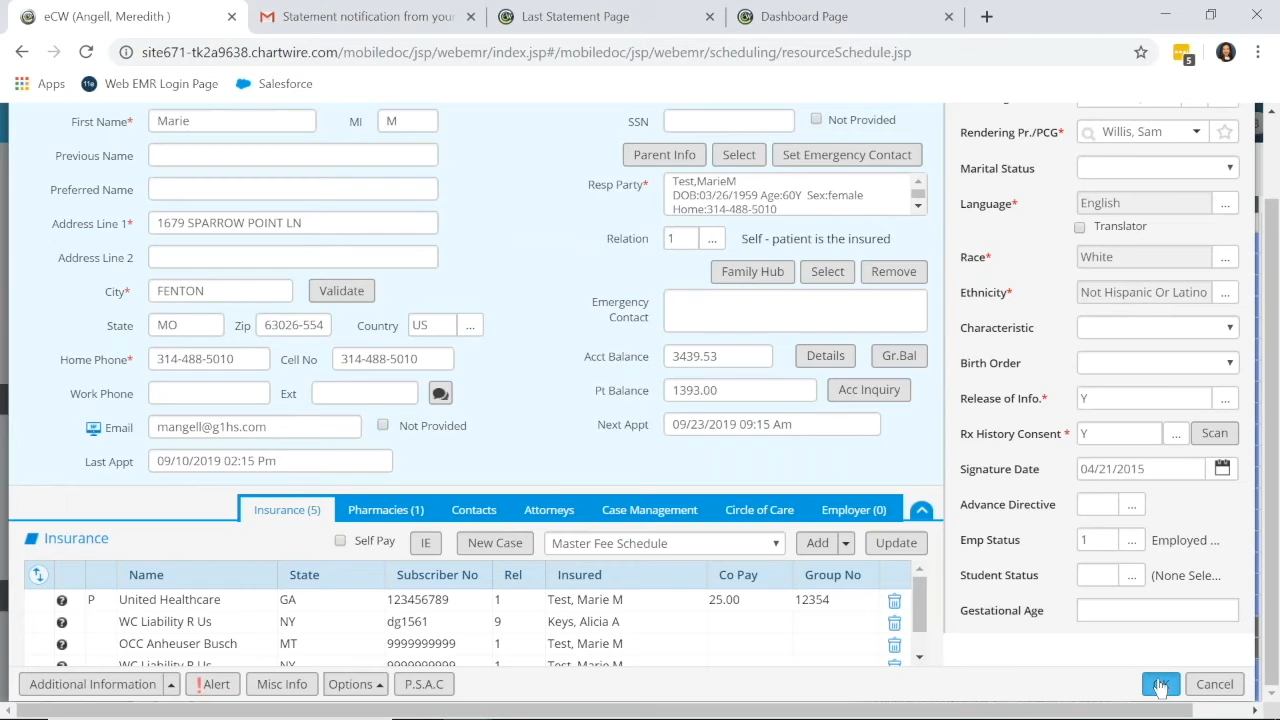 eCW (Angell, Meredith )
Statement notification from your
Last Statement Page
Dashboard Page
site671-tk2a9638.chartwire.com/mobiledoc/jsp/webemr/index.jsp#/mobiledoc/jsp/webemr/scheduling/resourceSchedule.jsp
5
Apps
Web EMR Login Page
Salesforce
First Name* Marie MI M SSN Not Provided
Rendering Pr./PCG* Willis, Sam
Previous Name
Parent Info Select Set Emergency Contact
Marital Status
Preferred Name
Resp Party* Test,MarieM
DOB:03/26/1959 Age:60Y Sex:female
Home:314-488-5010
Language* English ...
Translator
Address Line 1* 1679 SPARROW POINT LN
Relation 1 ... Self - patient is the insured
Address Line 2
Race* White ...
Family Hub Select Remove
City* FENTON Validate
Emergency
Contact
Ethnicity* Not Hispanic Or Latino ...
State MO Zip 63026-554 Country US ...
Characteristic
Home Phone* 314-488-5010 Cell No 314-488-5010
Acct Balance 3439.53 Details Gr.Bal
Birth Order
Work Phone Ext
Pt Balance 1393.00 Acc Inquiry
Release of Info.* Y ...
Email mangell@g1hs.com Not Provided
Next Appt 09/23/2019 09:15 Am
Rx History Consent * Y ... Scan
Last Appt 09/10/2019 02:15 Pm
Signature Date 04/21/2015
Insurance (5) Pharmacies (1) Contacts Attorneys Case Management Circle of Care Employer (0)
Advance Directive ...
Insurance Self Pay IE New Case Master Fee Schedule Add Update
Emp Status 1 ... Employed ...
Name State Subscriber No Rel Insured Co Pay Group No
Student Status ... (None Sele...
P United Healthcare GA 123456789 1 Test, Marie M 25.00 12354
Gestational Age
WC Liability R Us NY dg1561 9 Keys, Alicia A
OCC Anheuser Busch MT 9999999999 1 Test, Marie M
WC Liability R Us NY 9999999999 1 Test, Marie M
Additional Information !Alert Misc Info Options P.S.A.C Cancel